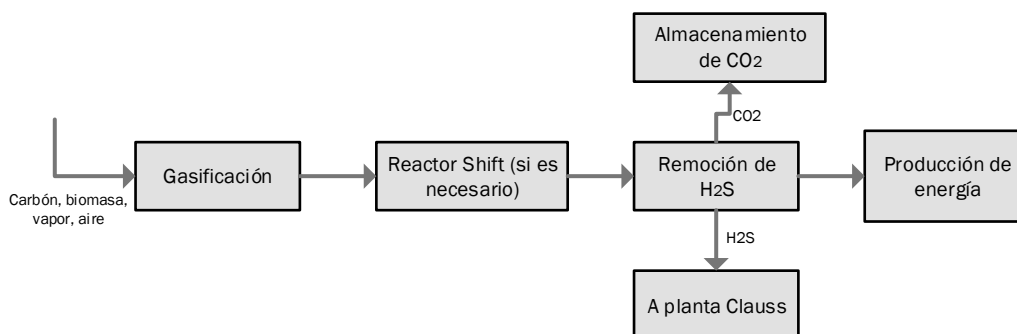 Almacenamiento
de CO2
CO2
Gasificación
Reactor Shift (si es
necesario)
Remoción de
H2S
Producción de
energía
Carbón, biomasa,
vapor, aire
H2S
A planta Clauss